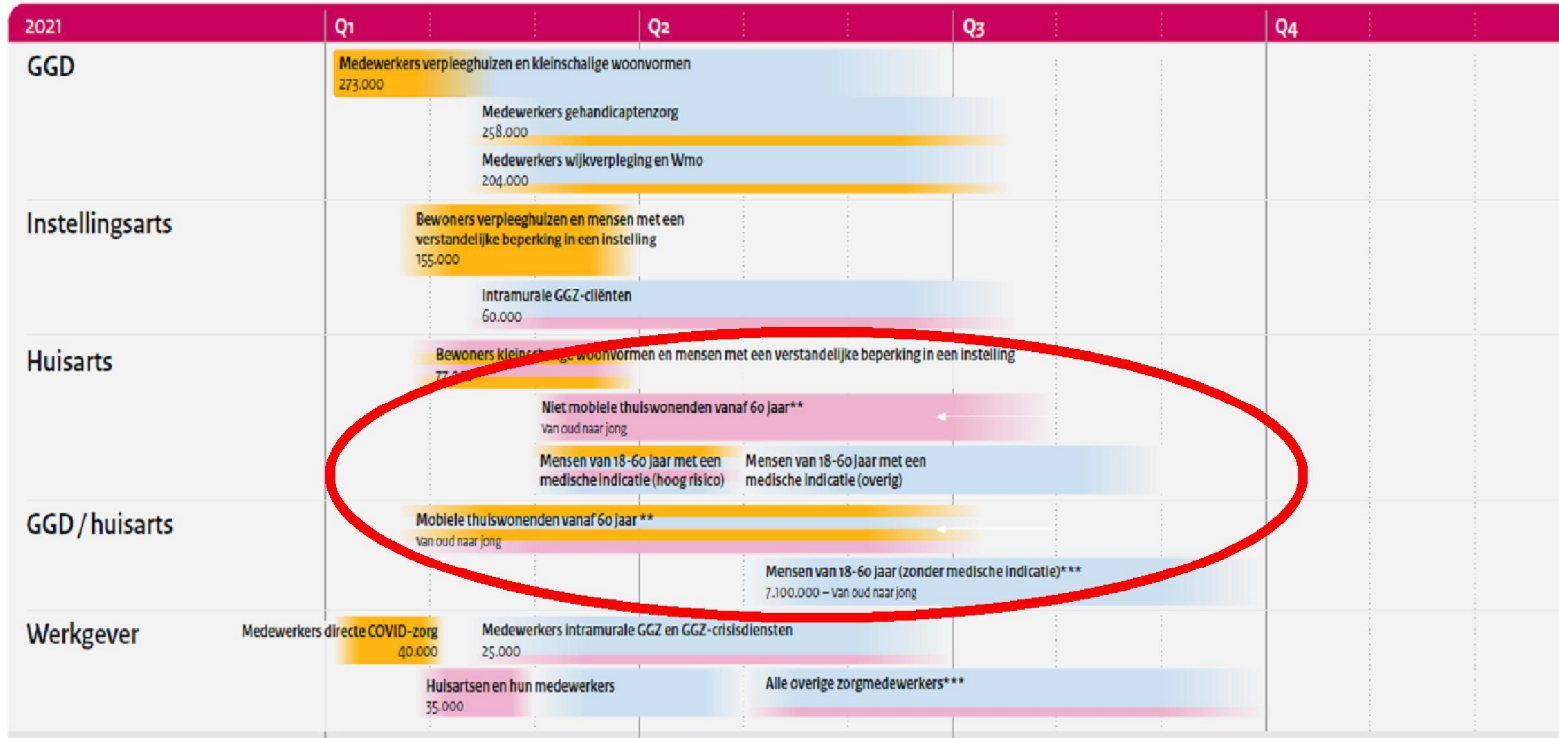 2021 Q1 Q2 Q3 Q4
GGD
Medewerkers verpleeghuizen en kleinschalige woonvormen
273.000
Medewerkers gehandicaptenzorg
258.000
Medewerkers wijkverpleging en Wmo
204.000
Instellingsarts
Bewoners verpleeghuizen en mensen met een
verstandelijke beperking in een instelling
155.000
Intramurale GGZ-cliënten
60.000
Huisarts
Bewoners kleinschalige woonvormen en mensen met een verstandelijke beperking in een instelling
Niet mobiele thuiswonenden vanaf 60 jaar**
Van oud naar jong
Mensen van 18-60 jaar met een
medische indicatie (hoog risico)
Mensen van 18-60 jaar met een
medische indicatie (overig)
GGD / huisarts
Mobiele thuiswonenden vanaf 60 jaar **
Van oud naar jong
Mensen van 18-60 jaar (zonder medische indicatie)***
7.100.000 – Van oud naar jong
Werkgever
Medewerkers directe COVID-zorg
40.000
Medewerkers intramurale GGZ en GGZ-crisisdiensten
25.000
Huisartsen en hun medewerkers
35.000
Alle overige zorgmedewerkers***